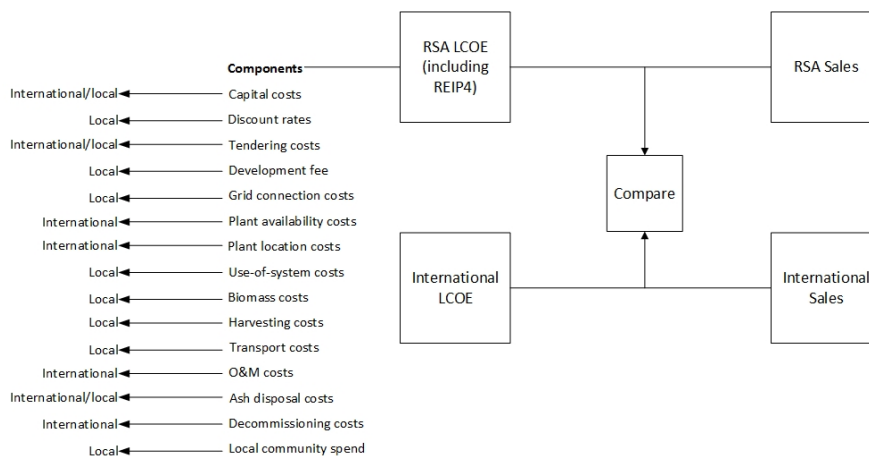 RSA LCOE
(including
REIP4)
RSA Sales
Components
International/local
Capital costs
Local
Discount rates
International/local
Tendering costs
Local
Development fee
Local
Grid connection costs
International
Plant availability costs
International
Plant location costs
Local
Use-of-system costs
Local
Biomass costs
Local
Harvesting costs
Local
Transport costs
International
O&M costs
International/local
Ash disposal costs
International
Decommissioning costs
Local
Local community spend
Compare
International
LCOE
International
Sales